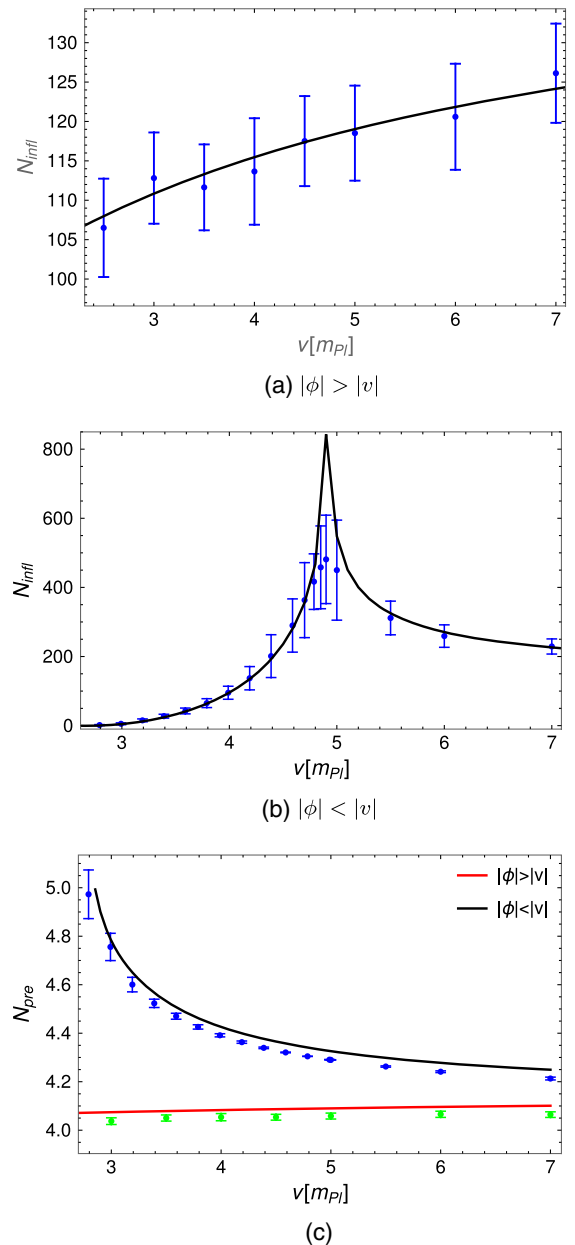 130
125
120
115
110
105
100
N_infl
3 4 5 6 7
v[m_Pl]
(a) |ϕ| > |v|
800
600
400
200
0
N_infl
3 4 5 6 7
v[m_Pl]
(b) |ϕ| < |v|
5.0
4.8
4.6
4.4
4.2
4.0
N_pre
|ϕ|>|v|
|ϕ|<|v|
3 4 5 6 7
v[m_Pl]
(c)